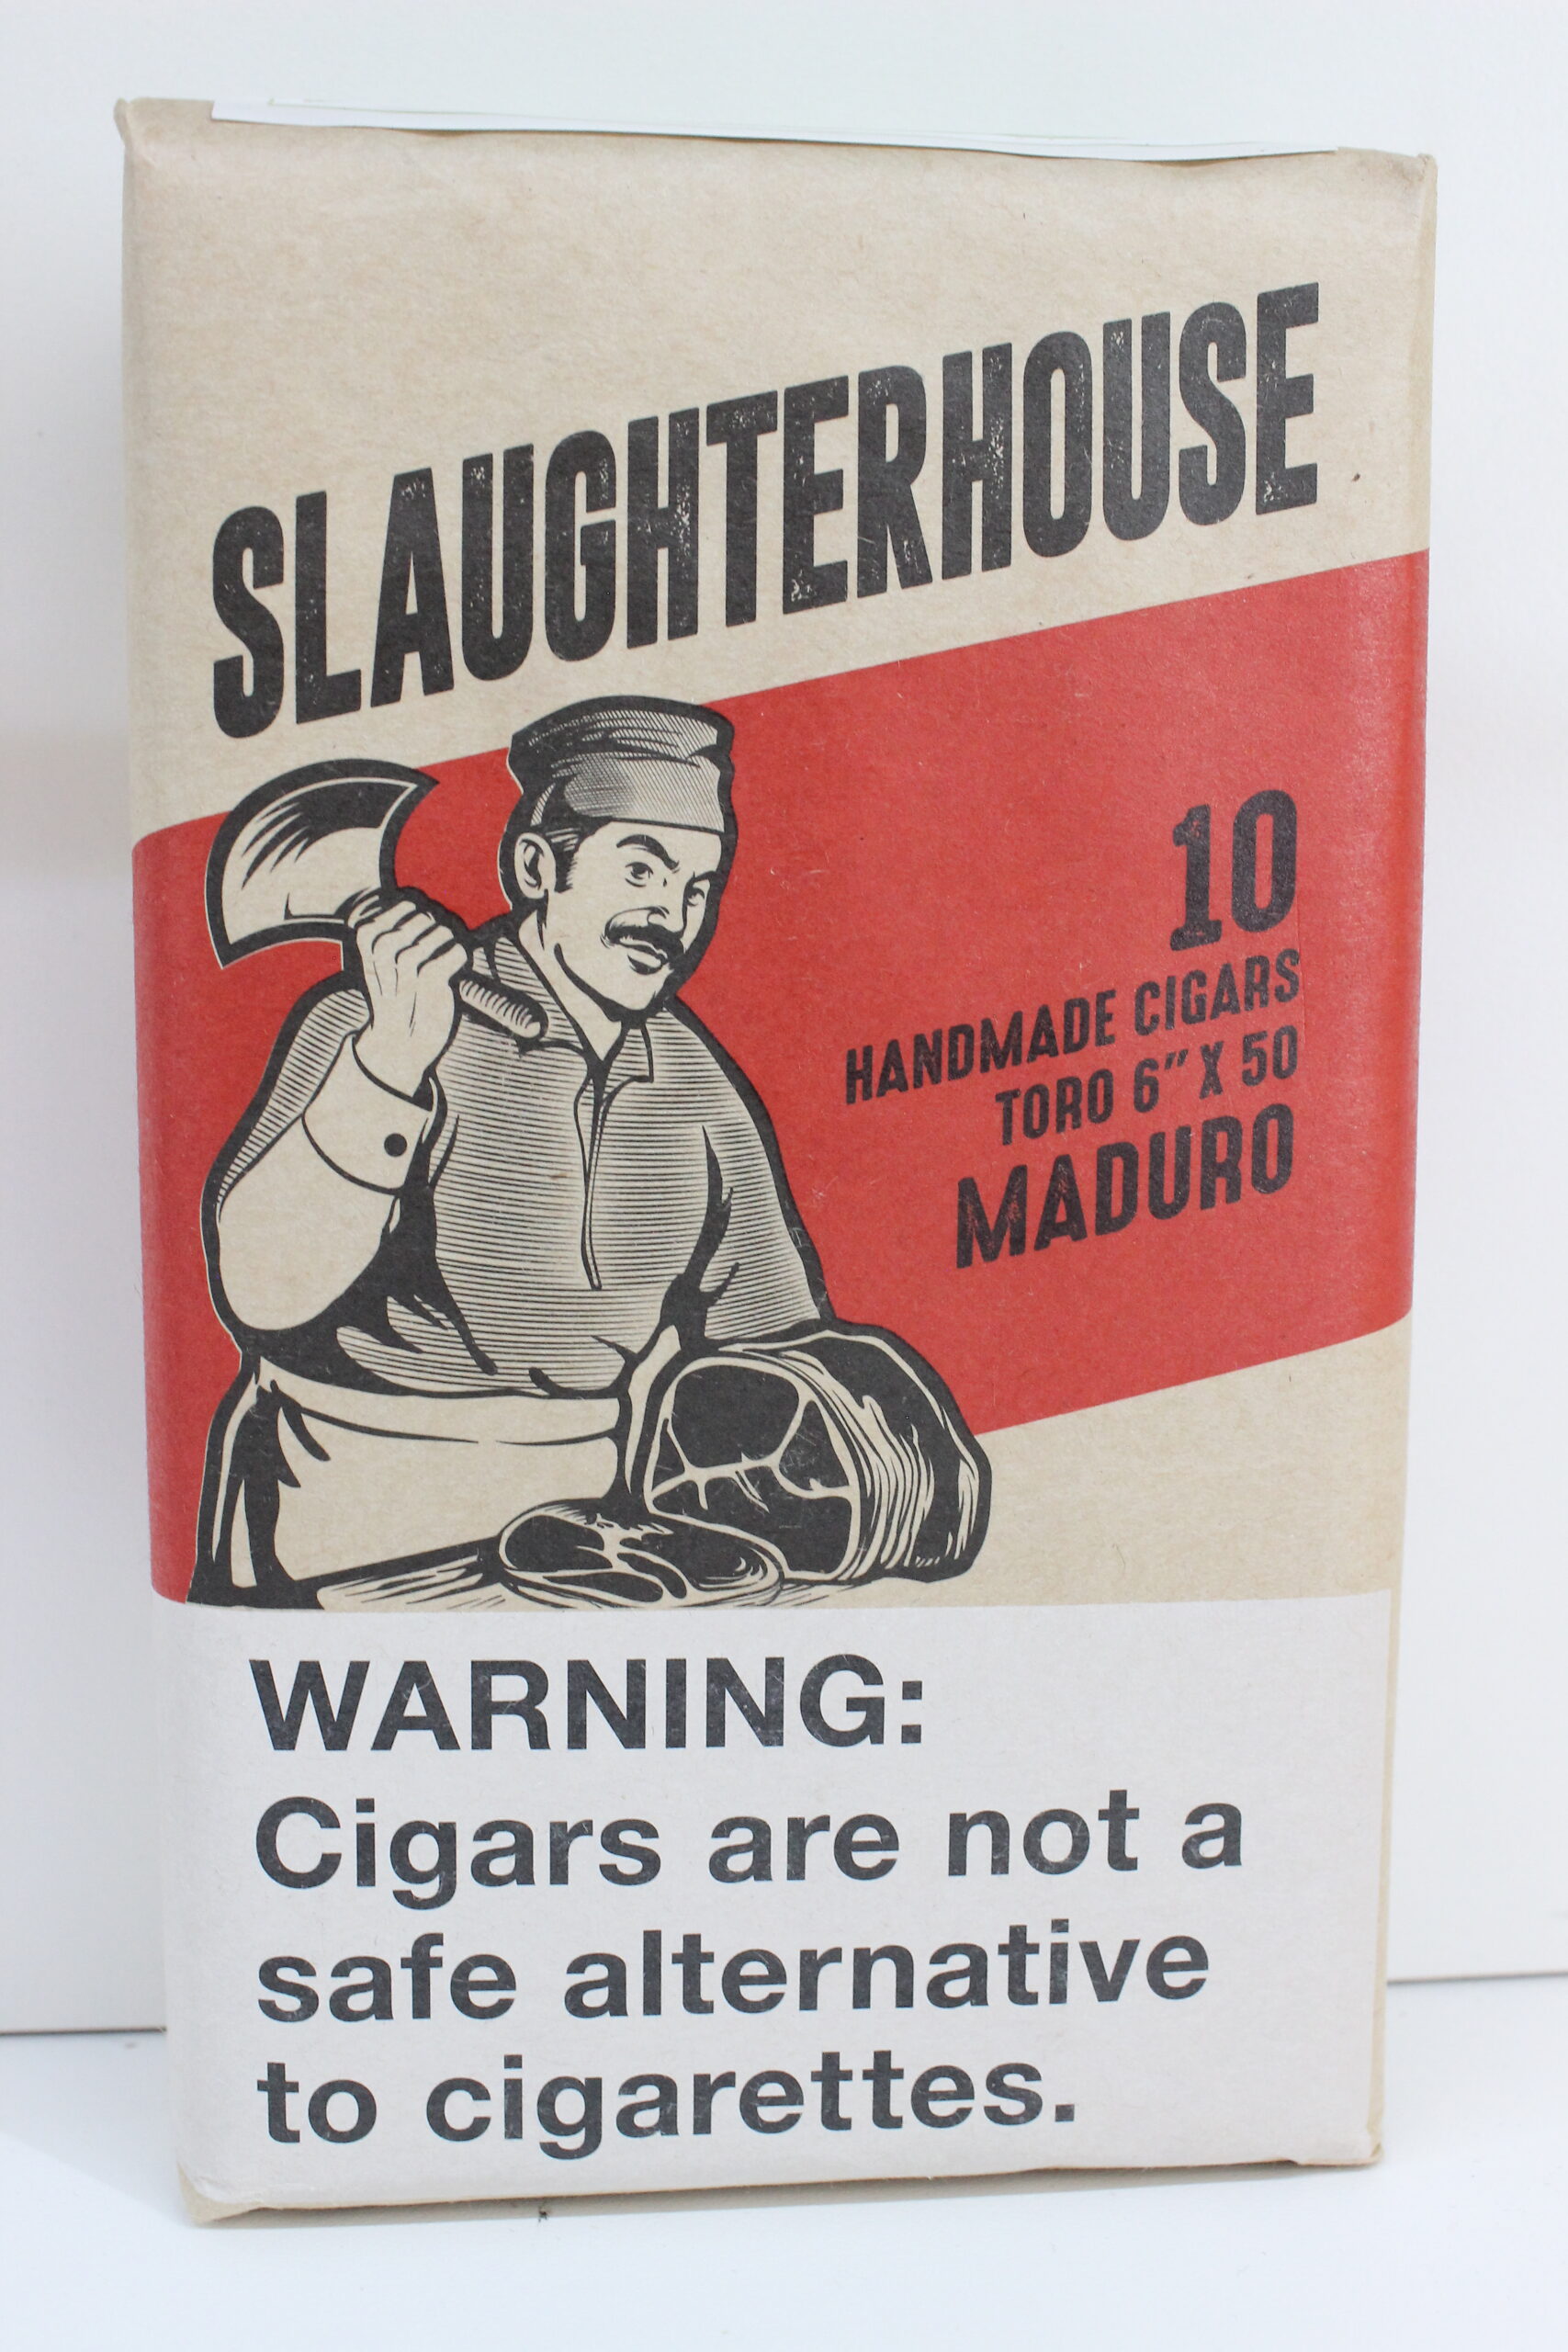 SLAUGHTERHOUSE
10
HANDMADE CIGARS
TORO 6" X 50
MADURO
WARNING:
Cigars are not a
safe alternative
to cigarettes.